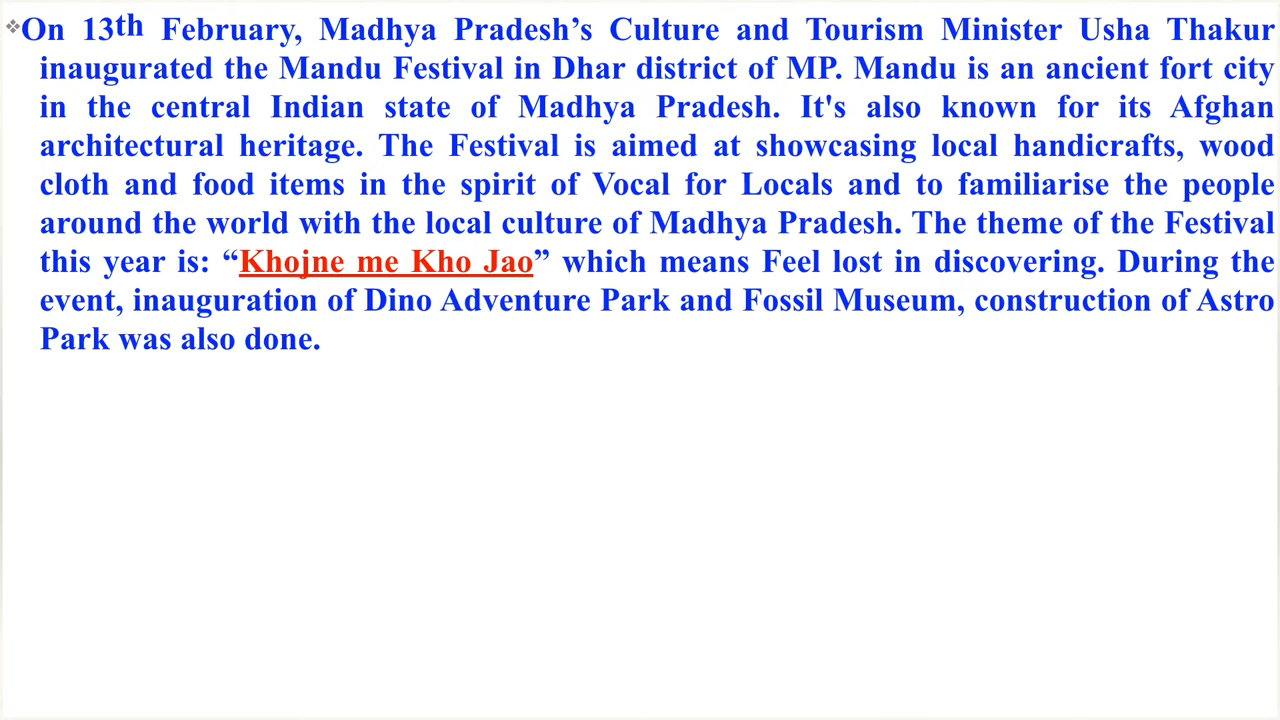 ❖On 13th February, Madhya Pradesh’s Culture and Tourism Minister Usha Thakur
inaugurated the Mandu Festival in Dhar district of MP. Mandu is an ancient fort city
in the central Indian state of Madhya Pradesh. It's also known for its Afghan
architectural heritage. The Festival is aimed at showcasing local handicrafts, wood
cloth and food items in the spirit of Vocal for Locals and to familiarise the people
around the world with the local culture of Madhya Pradesh. The theme of the Festival
this year is: “Khojne me Kho Jao” which means Feel lost in discovering. During the
event, inauguration of Dino Adventure Park and Fossil Museum, construction of Astro
Park was also done.